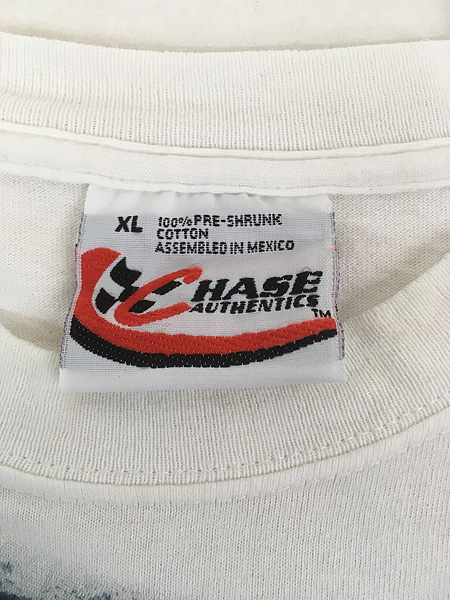 XL 100% PRE-SHRUNK
COTTON
ASSEMBLED IN MEXICO
CHASE
AUTHENTICS
TM